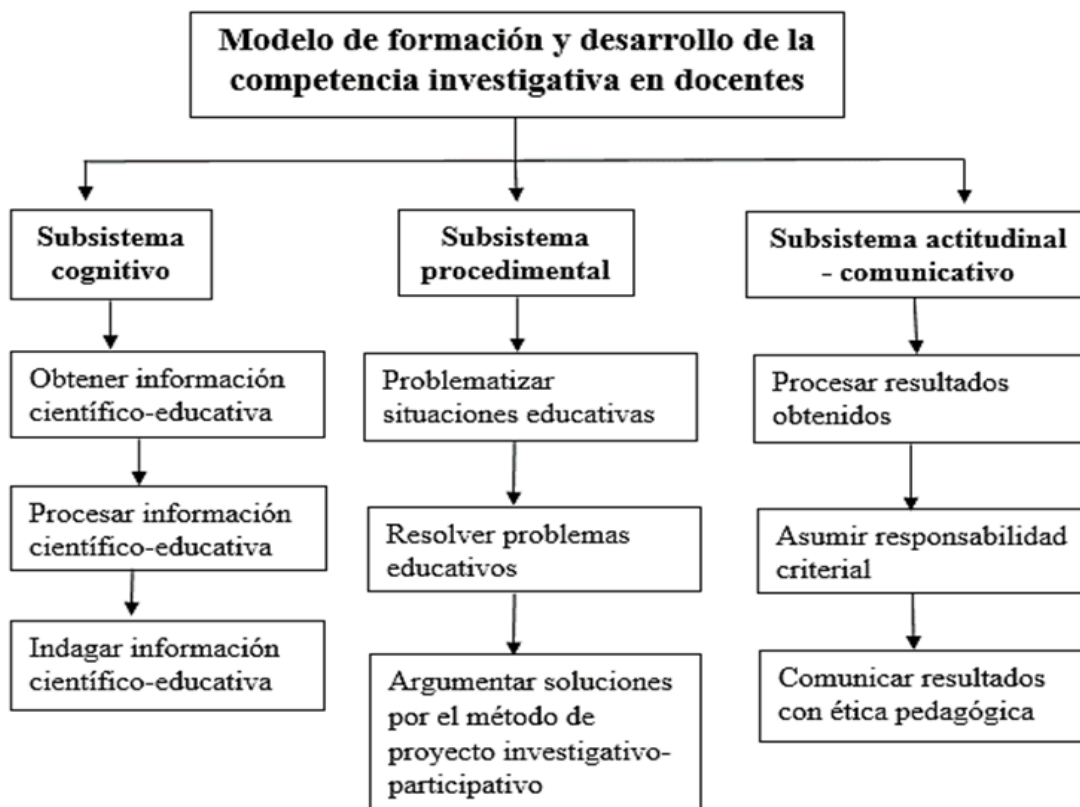 Modelo de formación y desarrollo de la
competencia investigativa en docentes
Subsistema
cognitivo
Obtener información
científico-educativa
Procesar información
científico-educativa
Indagar información
científico-educativa
Subsistema
procedimental
Problematizar
situaciones educativas
Resolver problemas
educativos
Argumentar soluciones
por el método de
proyecto investigativo-
participativo
Subsistema actitudinal
- comunicativo
Procesar resultados
obtenidos
Asumir responsabilidad
criterial
Comunicar resultados
con ética pedagógica